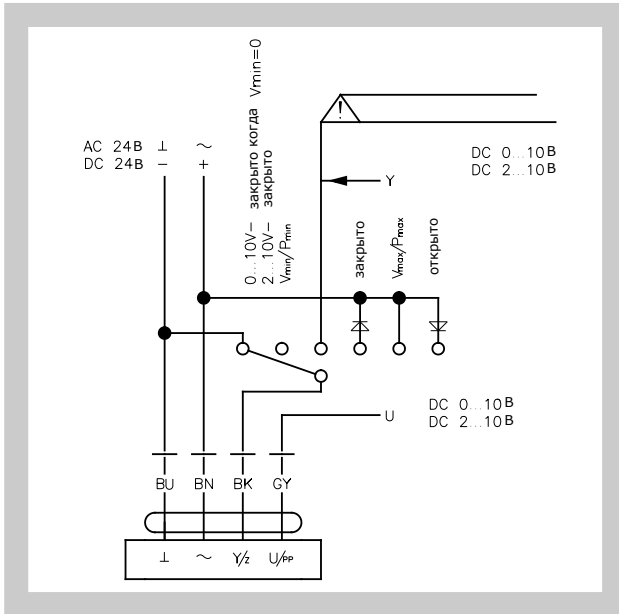 0...10V— закрыто когда Vmin=0
2...10V— закрыто
Vmin/Pmin
!
AC 24В ⊥ ~
DC 24В − +
DC 0...10В
DC 2...10В
Y
закрыто
Vmax/Pmax
открыто
U
DC 0...10В
DC 2...10В
BU BN BK GY
⊥ ~ Y/Z U/PP